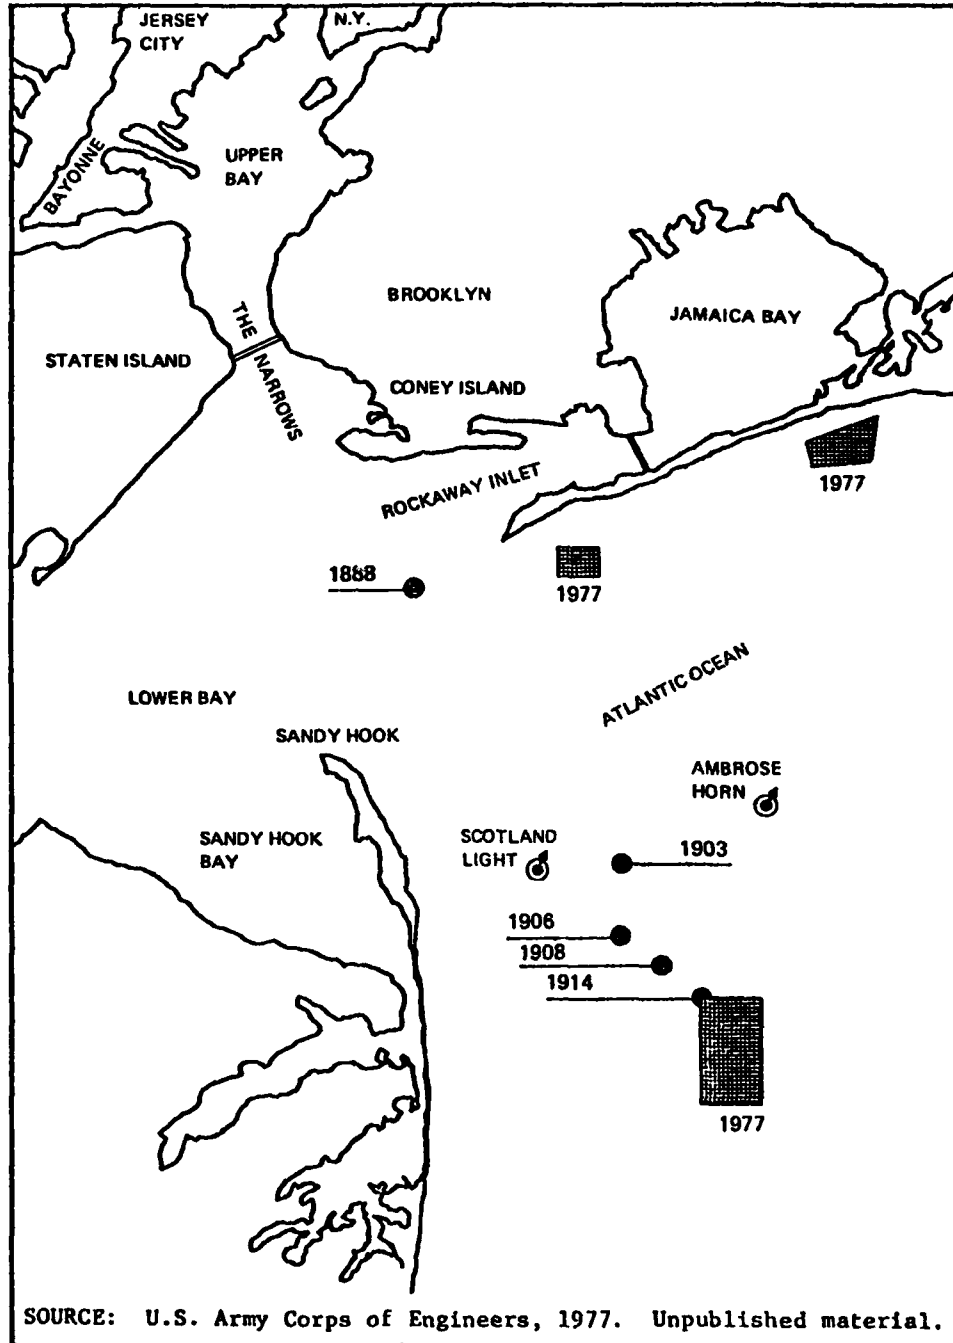 JERSEY
CITY
N.Y.
BAYONNE
UPPER
BAY
BROOKLYN
JAMAICA BAY
THE
NARROWS
STATEN ISLAND
CONEY ISLAND
ROCKAWAY INLET
1977
1888
1977
ATLANTIC OCEAN
LOWER BAY
SANDY HOOK
AMBROSE
HORN
SANDY HOOK
BAY
SCOTLAND
LIGHT
1903
1906
1908
1914
1977
SOURCE: U.S. Army Corps of Engineers, 1977. Unpublished material.